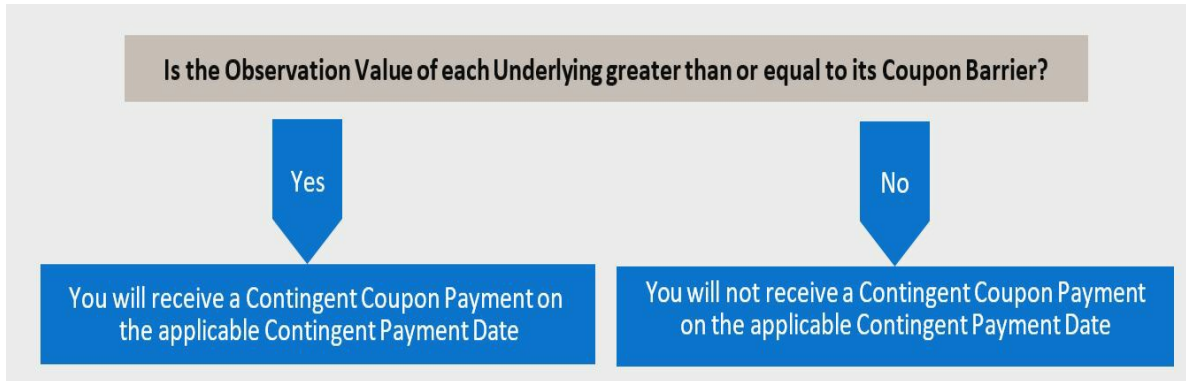 Is the Observation Value of each Underlying greater than or equal to its Coupon Barrier?
Yes
No
You will receive a Contingent Coupon Payment on
the applicable Contingent Payment Date
You will not receive a Contingent Coupon Payment
on the applicable Contingent Payment Date